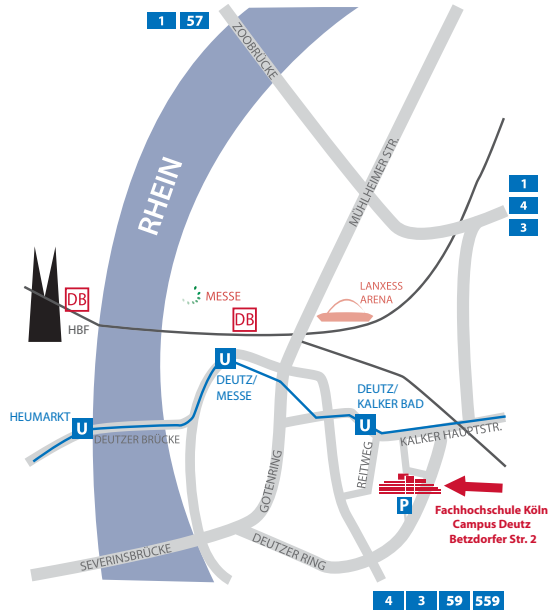 1 57
ZOOBRÜCKE
RHEIN
MÜHLHEIMER STR.
1
4
3
DB
HBF
MESSE
DB
LANXESS
ARENA
U
DEUTZ/
MESSE
DEUTZ/
KALKER BAD
HEUMARKT
U
U
DEUTZER BRÜCKE
KALKER HAUPTSTR.
REITWEG
GOTENRING
P
Fachhochschule Köln
Campus Deutz
Betzdorfer Str. 2
SEVERINSBRÜCKE
DEUTZER RING
4 3 59 559